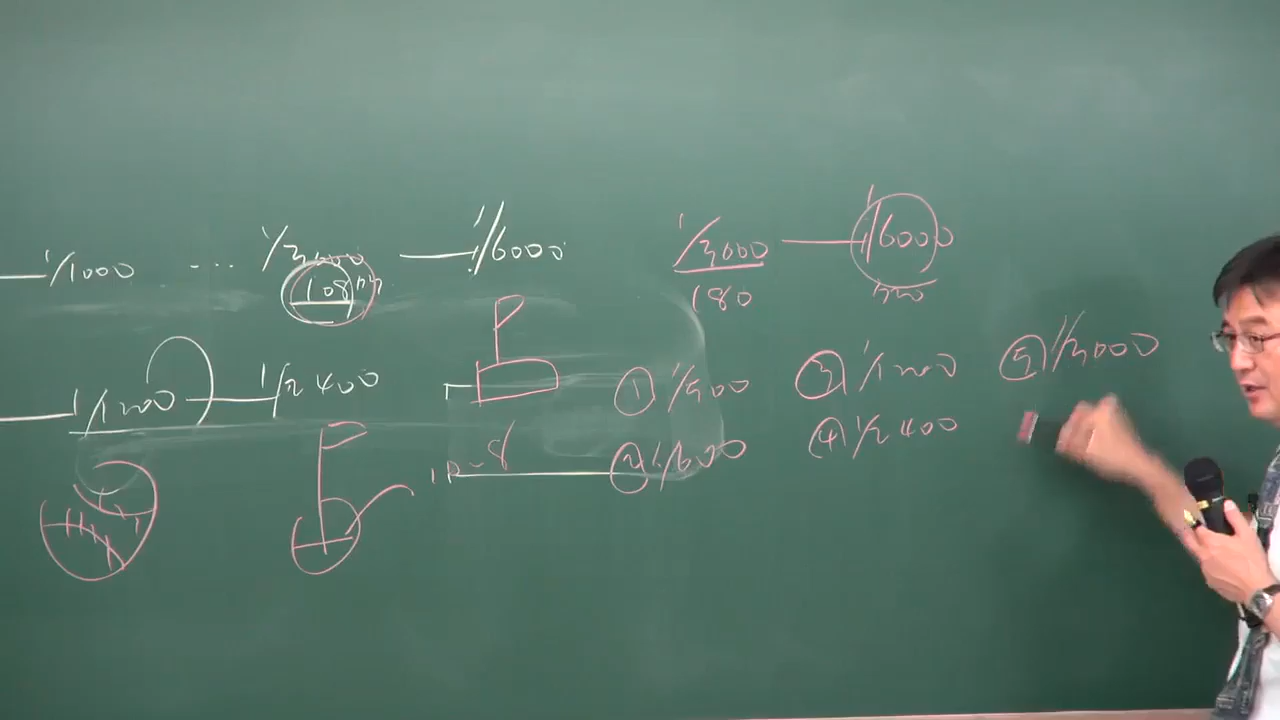 1/1000 ... 1/3000 1/6000
108
1/1200 1/2400
1/3000 1/6000
180
① 1/500 ③ 1/1200 ⑤ 1/3000
② 1/600 ④ 1/2400